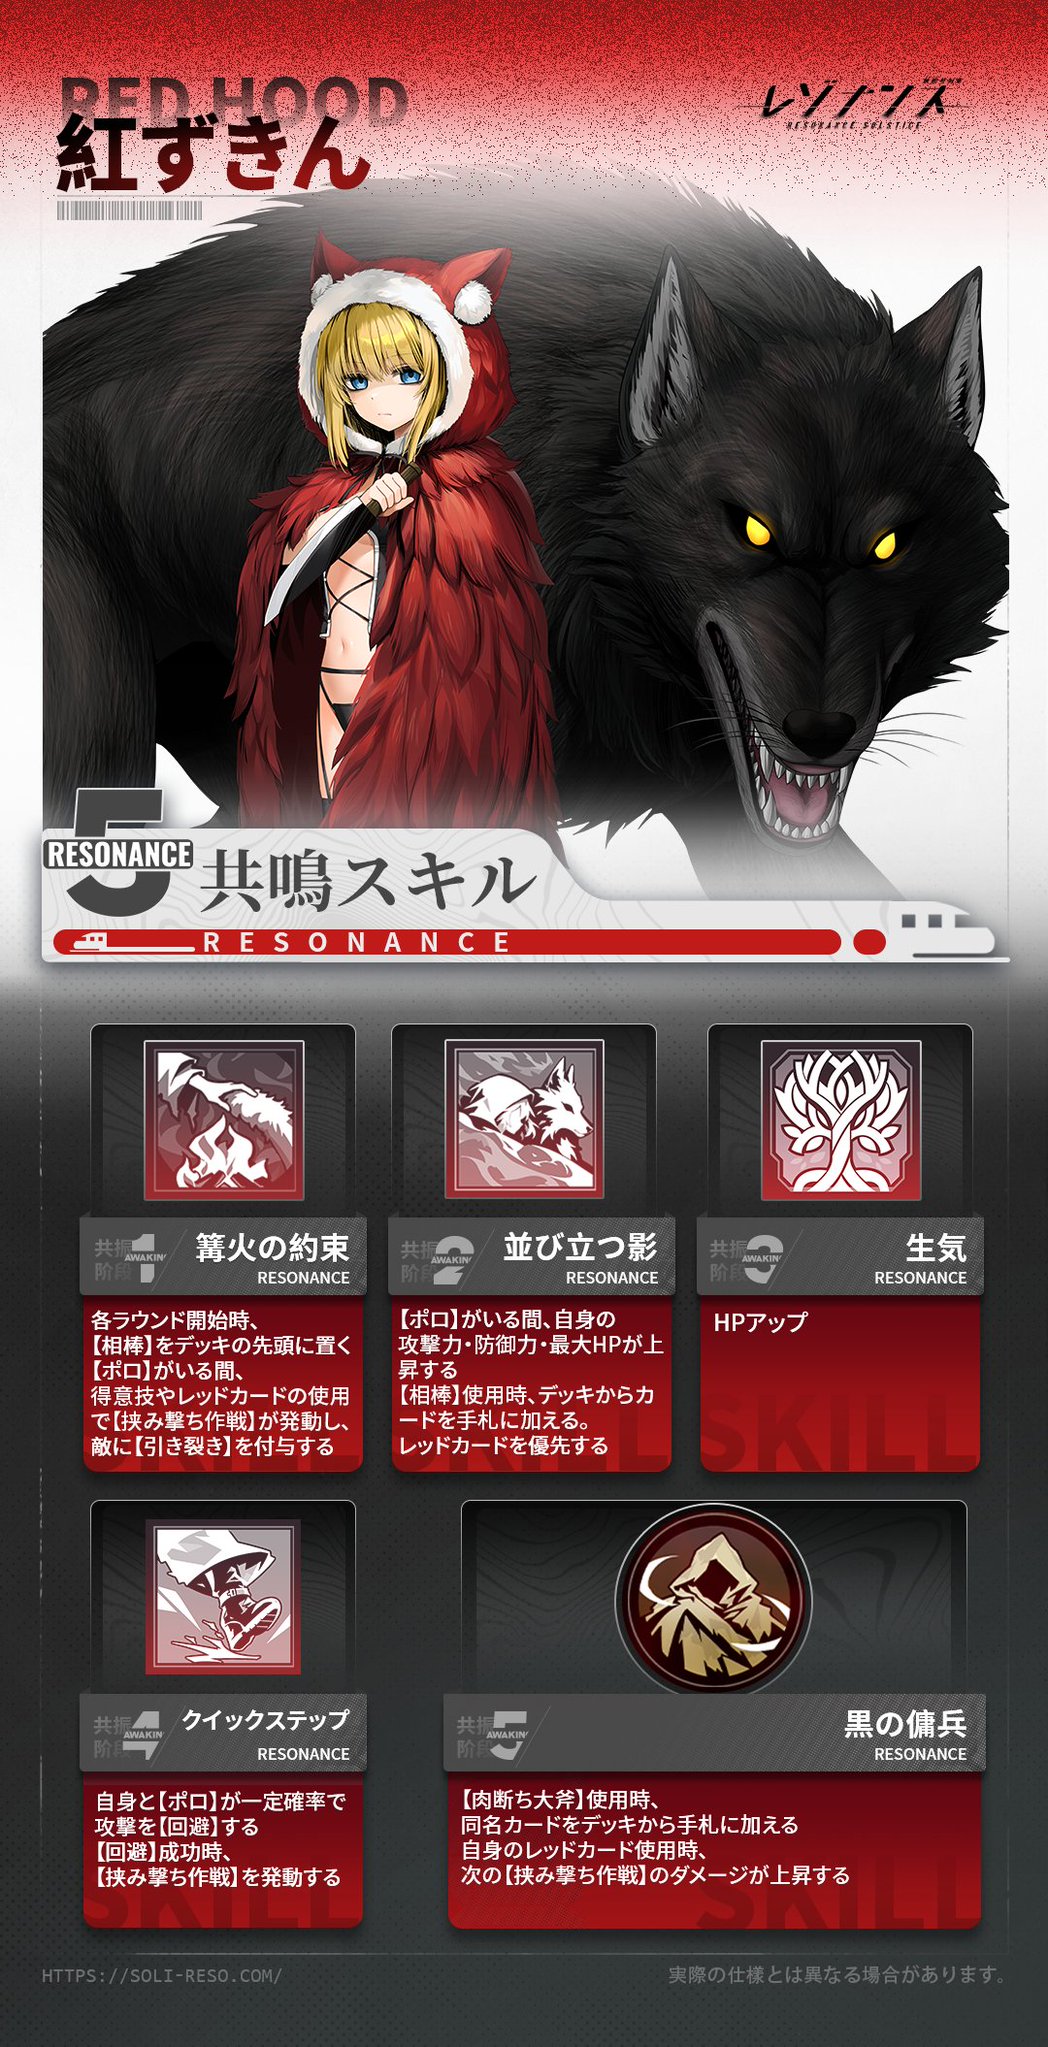 RED HOOD
紅ずきん
レゾナンス
RESONANCE SOLSTICE
5
RESONANCE
共鳴スキル
RESONANCE
共振
阶段
AWAKIN'
1
篝火の約束
RESONANCE
各ラウンド開始時、
【相棒】をデッキの先頭に置く
【ポロ】がいる間、
得意技やレッドカードの使用
で【挟み撃ち作戦】が発動し、
敵に【引き裂き】を付与する
共振
阶段
AWAKIN'
2
並び立つ影
RESONANCE
【ポロ】がいる間、自身の
攻撃力・防御力・最大HPが上
昇する
【相棒】使用時、デッキからカ
ードを手札に加える。
レッドカードを優先する
共振
阶段
AWAKIN'
3
生気
RESONANCE
HPアップ
SKILL
共振
阶段
AWAKIN'
4
クイックステップ
RESONANCE
自身と【ポロ】が一定確率で
攻撃を【回避】する
【回避】成功時、
【挟み撃ち作戦】を発動する
SKILL
共振
阶段
AWAKIN'
5
黒の傭兵
RESONANCE
【肉断ち大斧】使用時、
同名カードをデッキから手札に加える
自身のレッドカード使用時、
次の【挟み撃ち作戦】のダメージが上昇する
SKILL
HTTPS://SOLI-RESO.COM/
実際の仕様とは異なる場合があります。